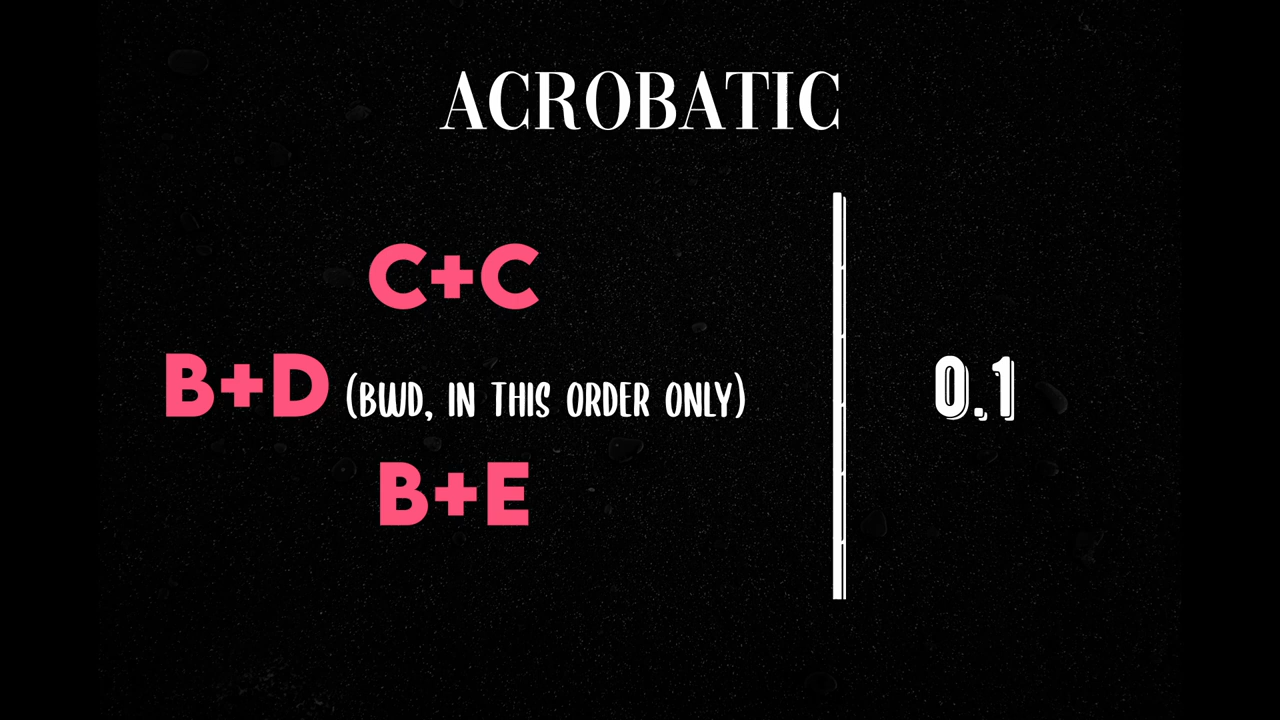 ACROBATIC
C+C
B+D (BWD, IN THIS ORDER ONLY)
B+E
0.1